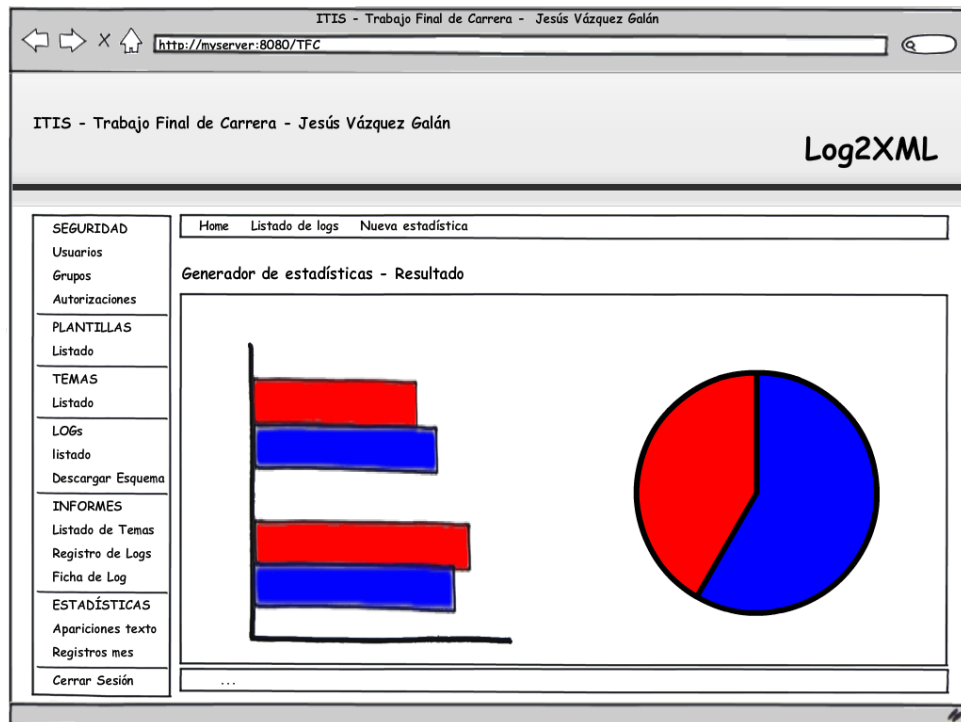 ITIS - Trabajo Final de Carrera - Jesús Vázquez Galán
http://myserver:8080/TFC
ITIS - Trabajo Final de Carrera - Jesús Vázquez Galán
Log2XML
SEGURIDAD
Usuarios
Grupos
Autorizaciones
PLANTILLAS
Listado
TEMAS
Listado
LOGs
listado
Descargar Esquema
INFORMES
Listado de Temas
Registro de Logs
Ficha de Log
ESTADÍSTICAS
Apariciones texto
Registros mes
Cerrar Sesión
Home Listado de logs Nueva estadística
Generador de estadísticas - Resultado
...